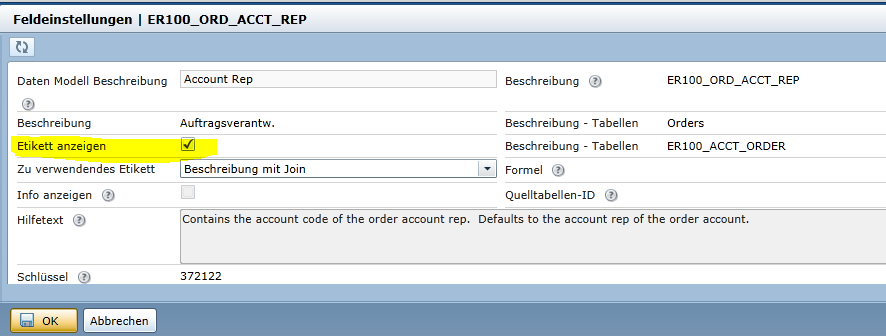 Feldeinstellungen | ER100_ORD_ACCT_REP
Daten Modell Beschreibung Account Rep Beschreibung ? ER100_ORD_ACCT_REP
?
Beschreibung Auftragsverantw. Beschreibung - Tabellen Orders
Etikett anzeigen Beschreibung - Tabellen ER100_ACCT_ORDER
Zu verwendendes Etikett Beschreibung mit Join Formel ?
Info anzeigen ? Quelltabellen-ID ?
Hilfetext ? Contains the account code of the order account rep. Defaults to the account rep of the order account.
Schlüssel ? 372122
OK Abbrechen